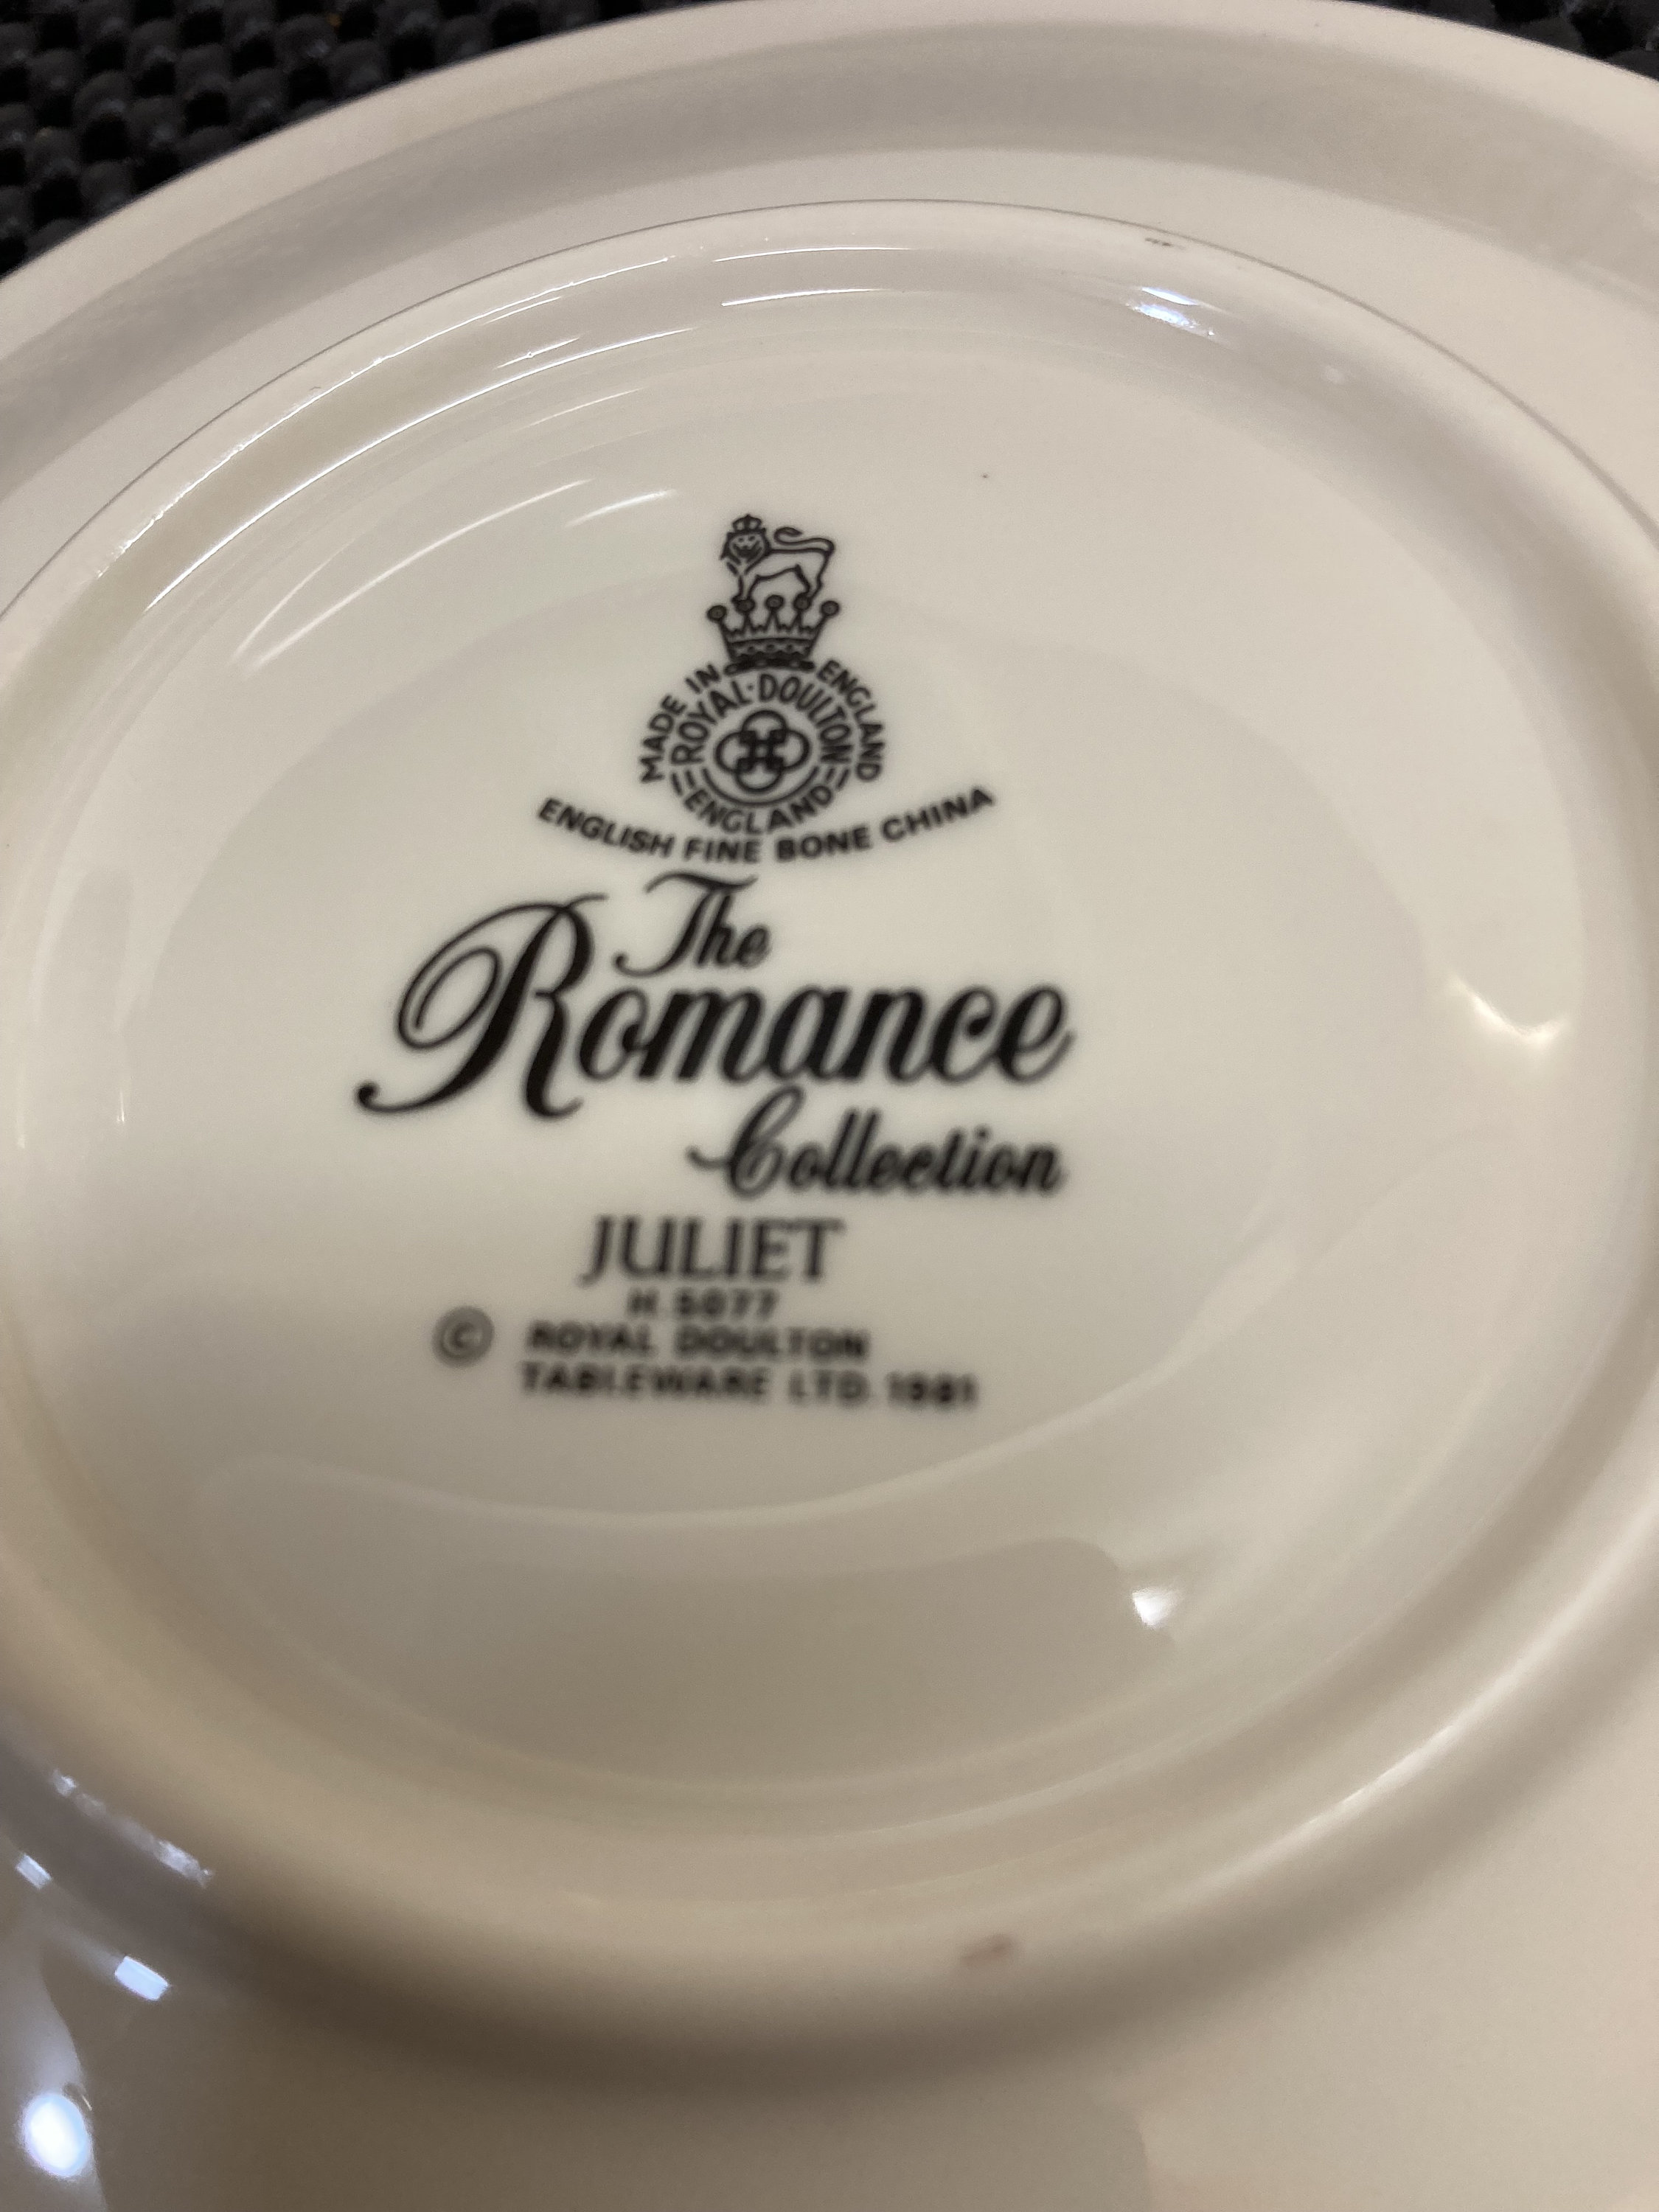 MADE IN ENGLAND
ROYAL·DOULTON
ENGLAND
ENGLISH FINE BONE CHINA
The
Romance
Collection
JULIET
H. 5077
© ROYAL DOULTON
TABLEWARE LTD. 1981